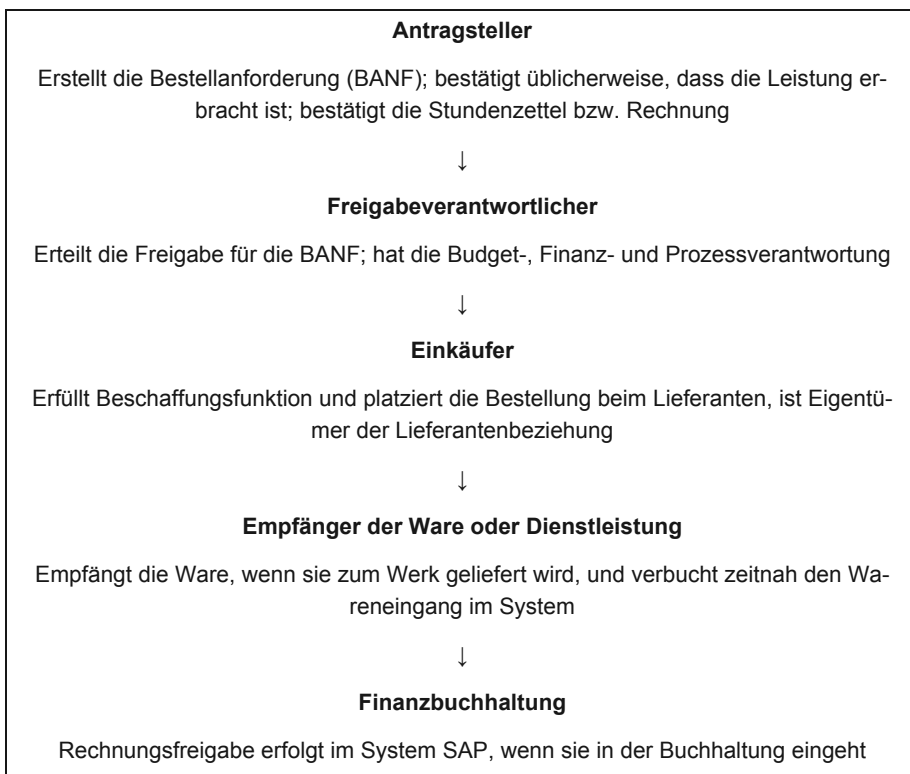 Antragsteller
Erstellt die Bestellanforderung (BANF); bestätigt üblicherweise, dass die Leistung er-
bracht ist; bestätigt die Stundenzettel bzw. Rechnung
↓
Freigabeverantwortlicher
Erteilt die Freigabe für die BANF; hat die Budget-, Finanz- und Prozessverantwortung
↓
Einkäufer
Erfüllt Beschaffungsfunktion und platziert die Bestellung beim Lieferanten, ist Eigentü-
mer der Lieferantenbeziehung
↓
Empfänger der Ware oder Dienstleistung
Empfängt die Ware, wenn sie zum Werk geliefert wird, und verbucht zeitnah den Wa-
reneingang im System
↓
Finanzbuchhaltung
Rechnungsfreigabe erfolgt im System SAP, wenn sie in der Buchhaltung eingeht